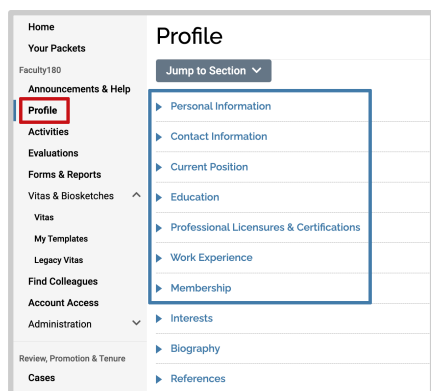 Home
Your Packets
Faculty180
Announcements & Help
Profile
Activities
Evaluations
Forms & Reports
Vitas & Biosketches
Vitas
My Templates
Legacy Vitas
Find Colleagues
Account Access
Administration
Review, Promotion & Tenure
Cases
Profile
Jump to Section
Personal Information
Contact Information
Current Position
Education
Professional Licensures & Certifications
Work Experience
Membership
Interests
Biography
References